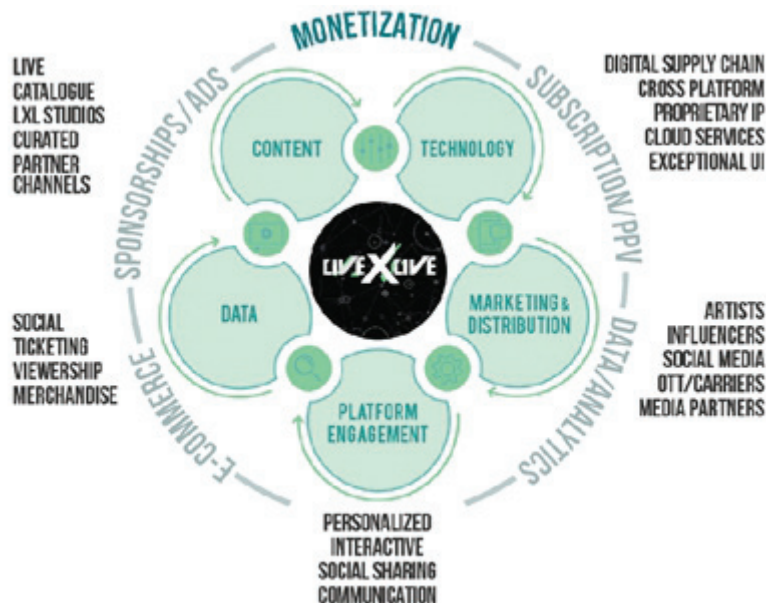 MONETIZATION
SPONSORSHIPS/ADS
SUBSCRIPTION/PPV
LIVE
CATALOGUE
LXL STUDIOS
CURATED
PARTNER
CHANNELS
DIGITAL SUPPLY CHAIN
CROSS PLATFORM
PROPRIETARY IP
CLOUD SERVICES
EXCEPTIONAL UI
CONTENT
TECHNOLOGY
LIVEXLIVE
DATA
MARKETING &
DISTRIBUTION
PLATFORM
ENGAGEMENT
SOCIAL
TICKETING
VIEWERSHIP
MERCHANDISE
ARTISTS
INFLUENCERS
SOCIAL MEDIA
OTT/CARRIERS
MEDIA PARTNERS
E-COMMERCE
DATA/ANALYTICS
PERSONALIZED
INTERACTIVE
SOCIAL SHARING
COMMUNICATION